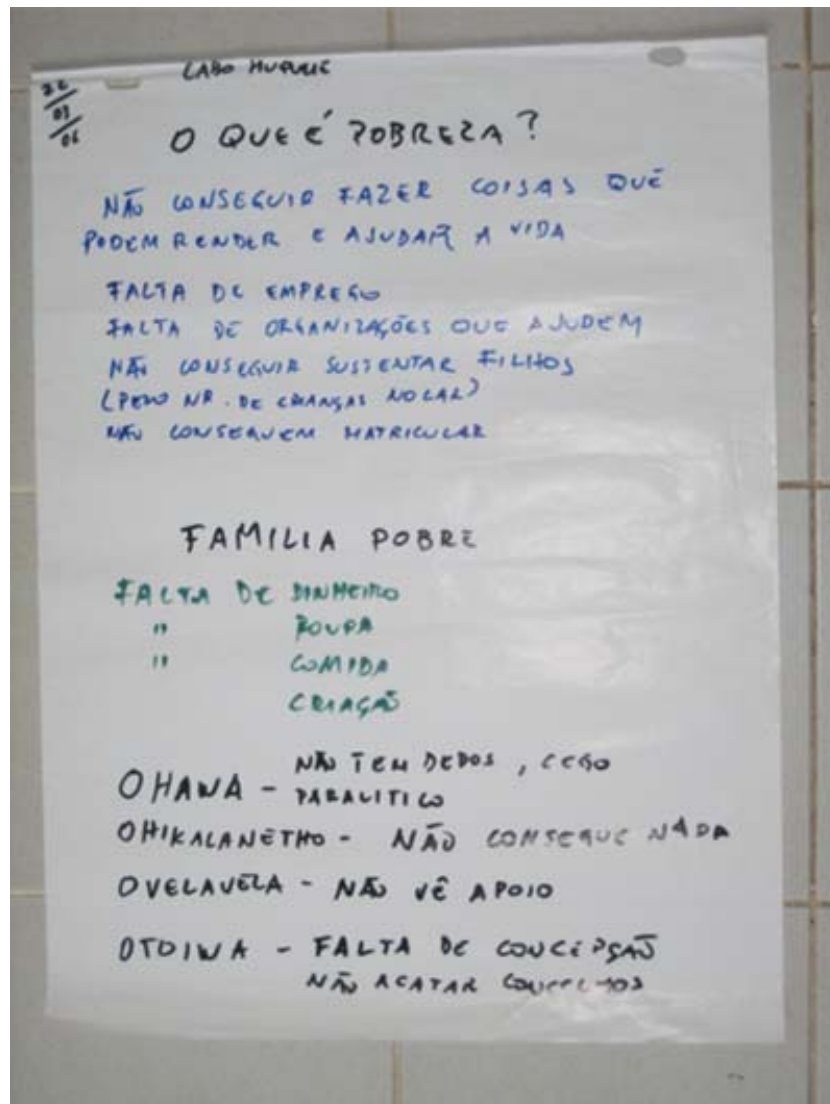 CABO
22/03/06
O QUE É POBREZA?
NÃO CONSEGUIR FAZER COISAS QUE
PODEM RENDER E AJUDAR A VIDA
FALTA DE EMPREGO
FALTA DE ORGANIZAÇÕES QUE AJUDEM
NÃO CONSEGUIR SUSTENTAR FILHOS
(PELO NR. DE CRIANÇAS NO LAR)
NÃO CONSEGUEM MATRICULAR
FAMILIA POBRE
FALTA DE DINHEIRO
" ROUPA
" COMIDA
CRIAÇÃO
OHAWA - NÃO TEM DEDOS, CEGO
PARALITICO
OHIKALANETHO - NÃO CONSEGUE NADA
OVELAVELA - NÃO VÊ APOIO
OTOIWA - FALTA DE CONCEPSÃO
NÃO ACATAR